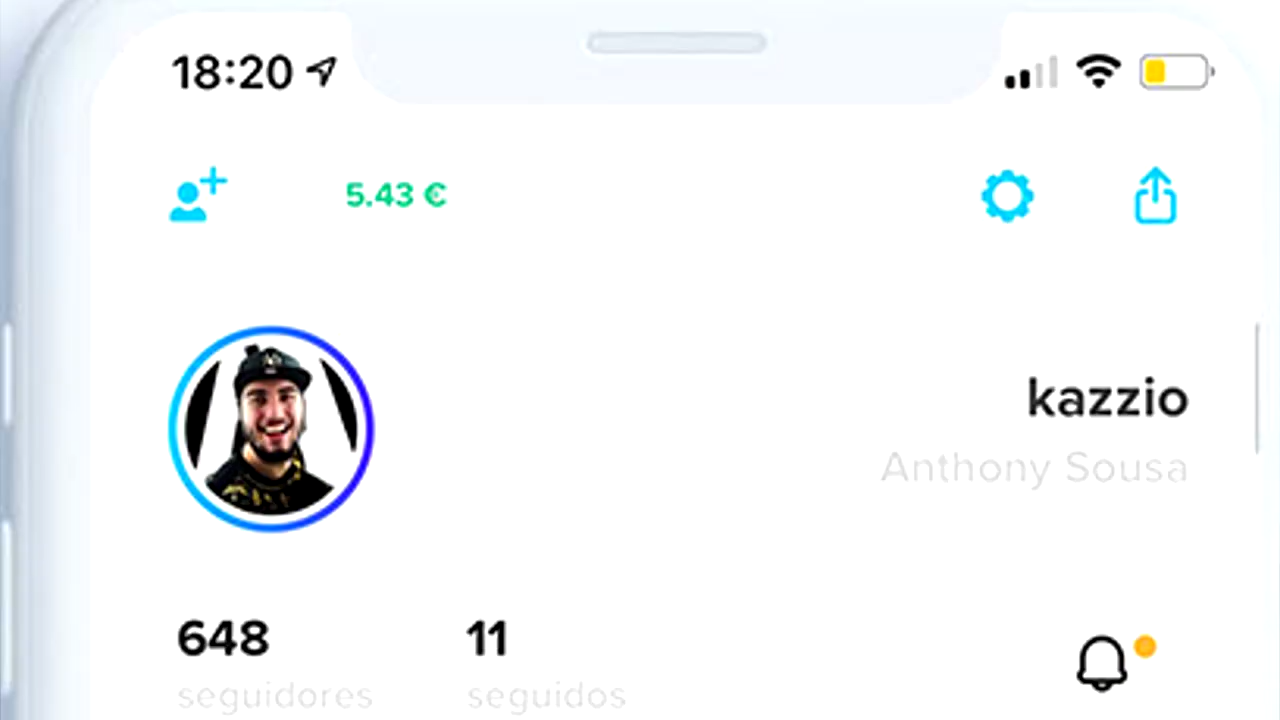 18:20
5.43 €
kazzio
Anthony Sousa
648
11
seguidores
seguidos